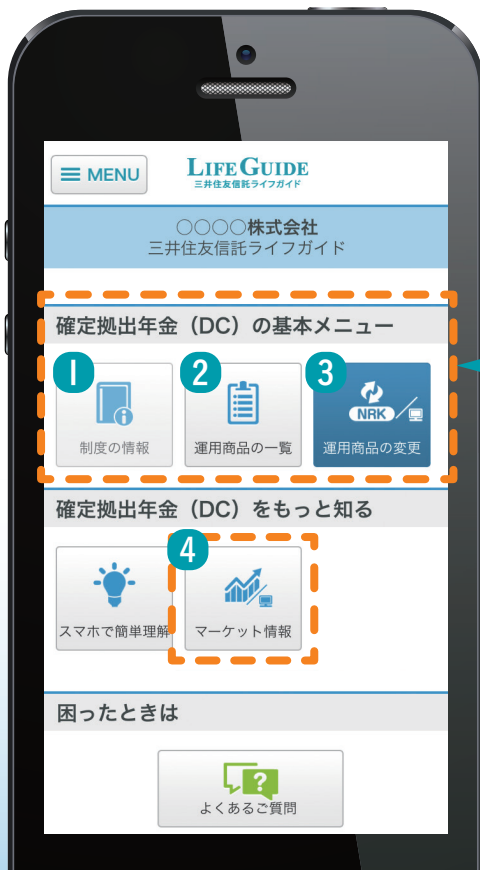 MENU
LIFE GUIDE
三井住友信託ライフガイド
○○○○株式会社
三井住友信託ライフガイド
確定拠出年金（DC）の基本メニュー
1
2
3
NRK
制度の情報
運用商品の一覧
運用商品の変更
確定拠出年金（DC）をもっと知る
4
スマホで簡単理解
マーケット情報
困ったときは
?
よくあるご質問